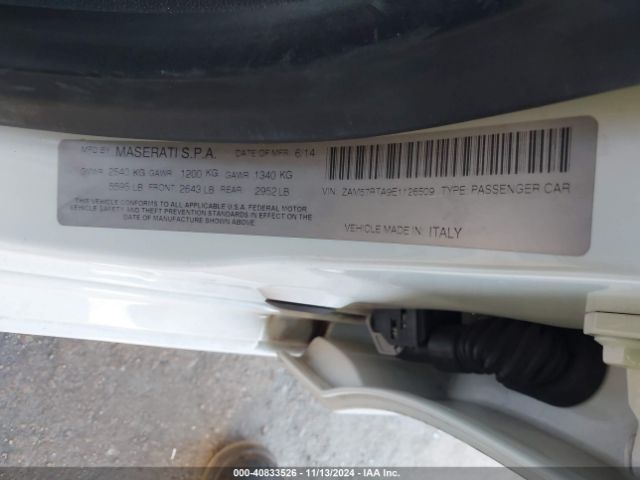 MFD BY MASERATI S.P.A. DATE OF MFR 6/14
GVWR 2540 KG GAWR 1200 KG GAWR 1340 KG
5595 LB FRONT 2643 LB REAR 2952 LB
THIS VEHICLE CONFORMS TO ALL APPLICABLE U.S.A. FEDERAL MOTOR
VEHICLE SAFETY AND BUMPER STANDARDS IN EFFECT ON THE
DATE OF MANUFACTURE SHOWN ABOVE
VIN ZAM57RTA9E1126509 TYPE PASSENGER CAR
VEHICLE MADE IN ITALY
000-40833526 - 11/13/2024 - IAA Inc.